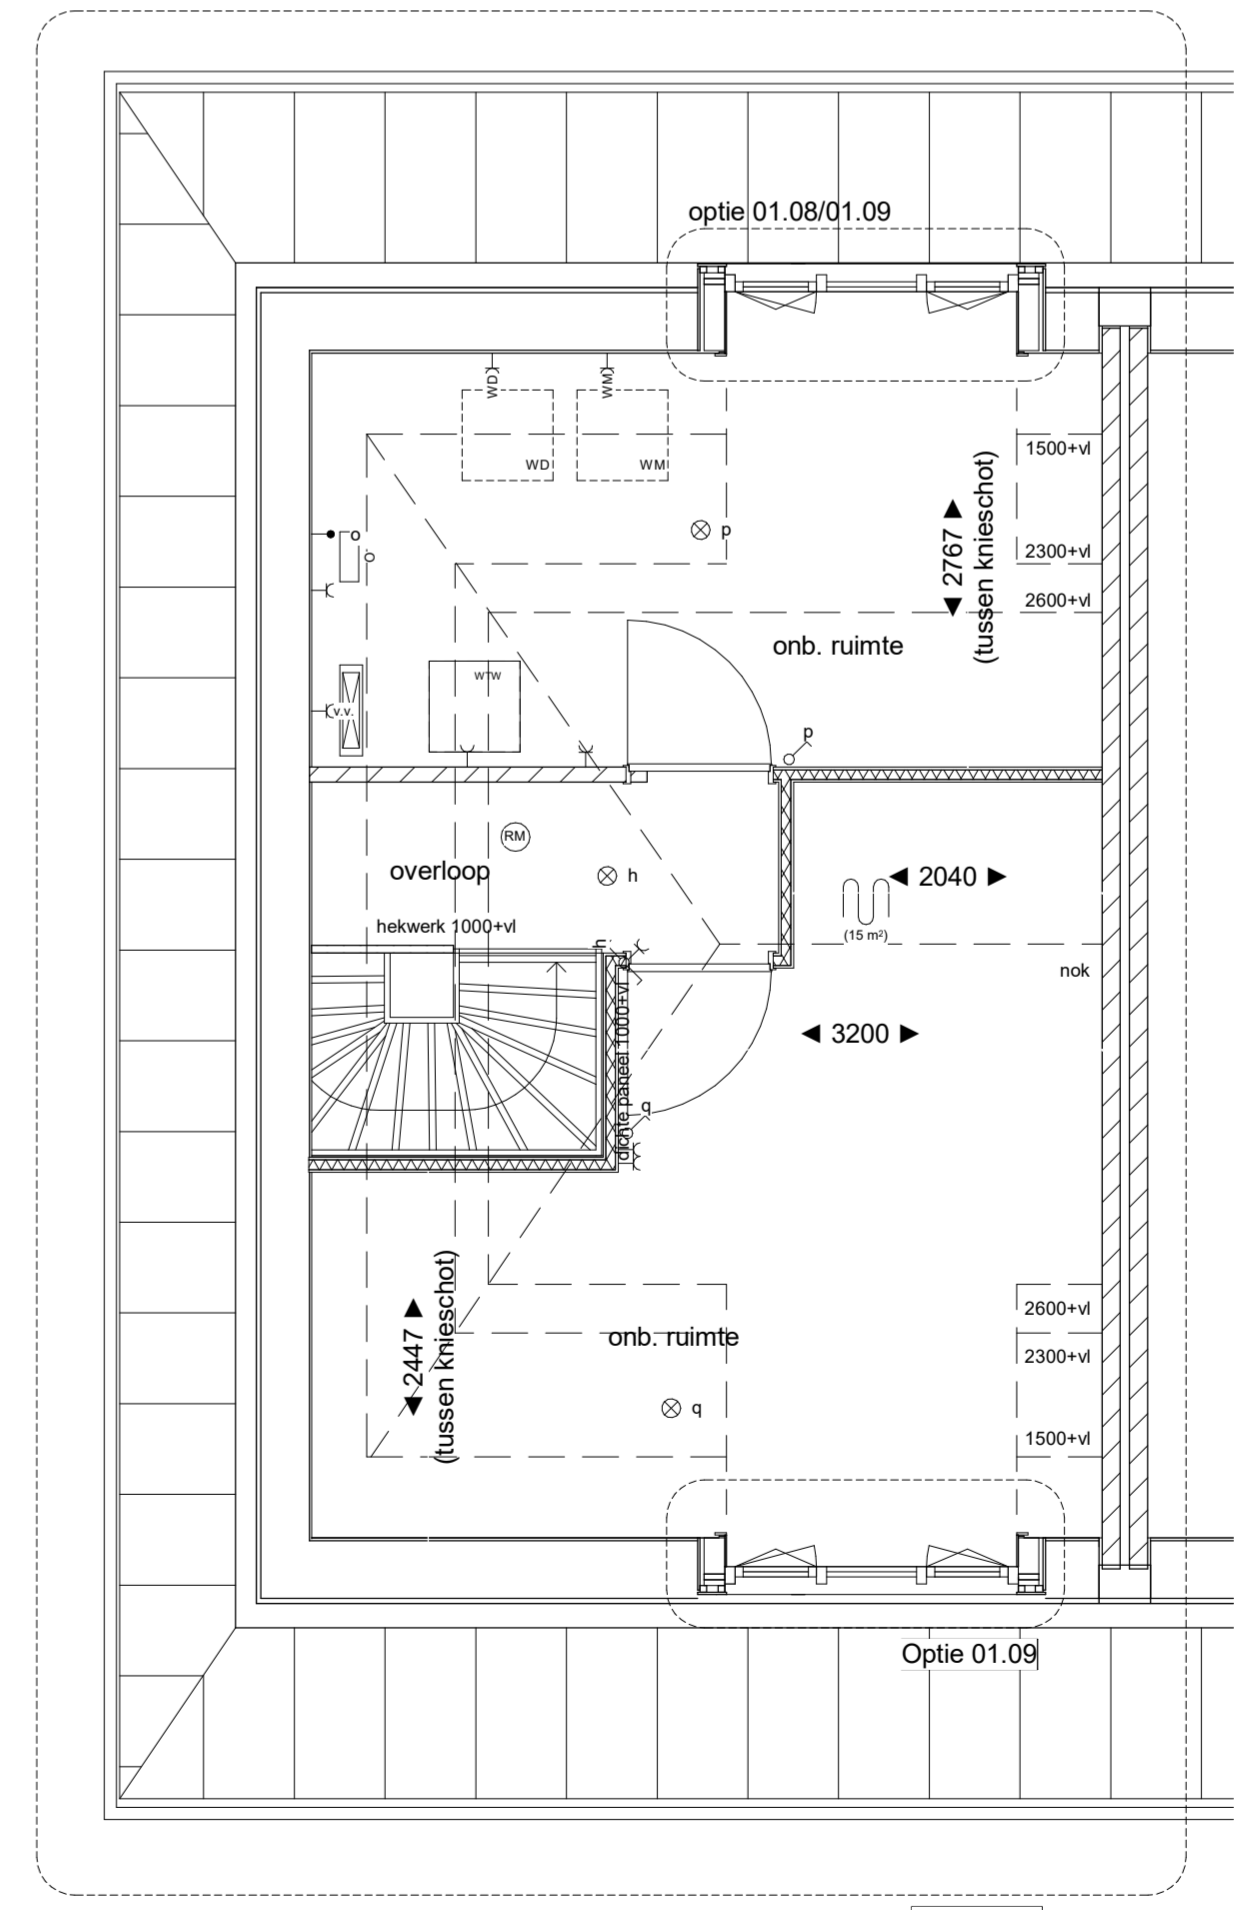 optie 01.08/01.09
WD
WM
WD
WM
1500+vl
p
◄ 2767 ►
(tussen knieschot)
2300+vl
2600+vl
onb. ruimte
WTW
v.v.
p
RM
overloop
h
◄ 2040 ►
(15 m²)
hekwerk 1000+vl
h
nok
dichte paneel 1000+vl
◄ 3200 ►
q
◄ 2447 ►
(tussen knieschot)
2600+vl
onb. ruimte
2300+vl
q
1500+vl
Optie 01.09